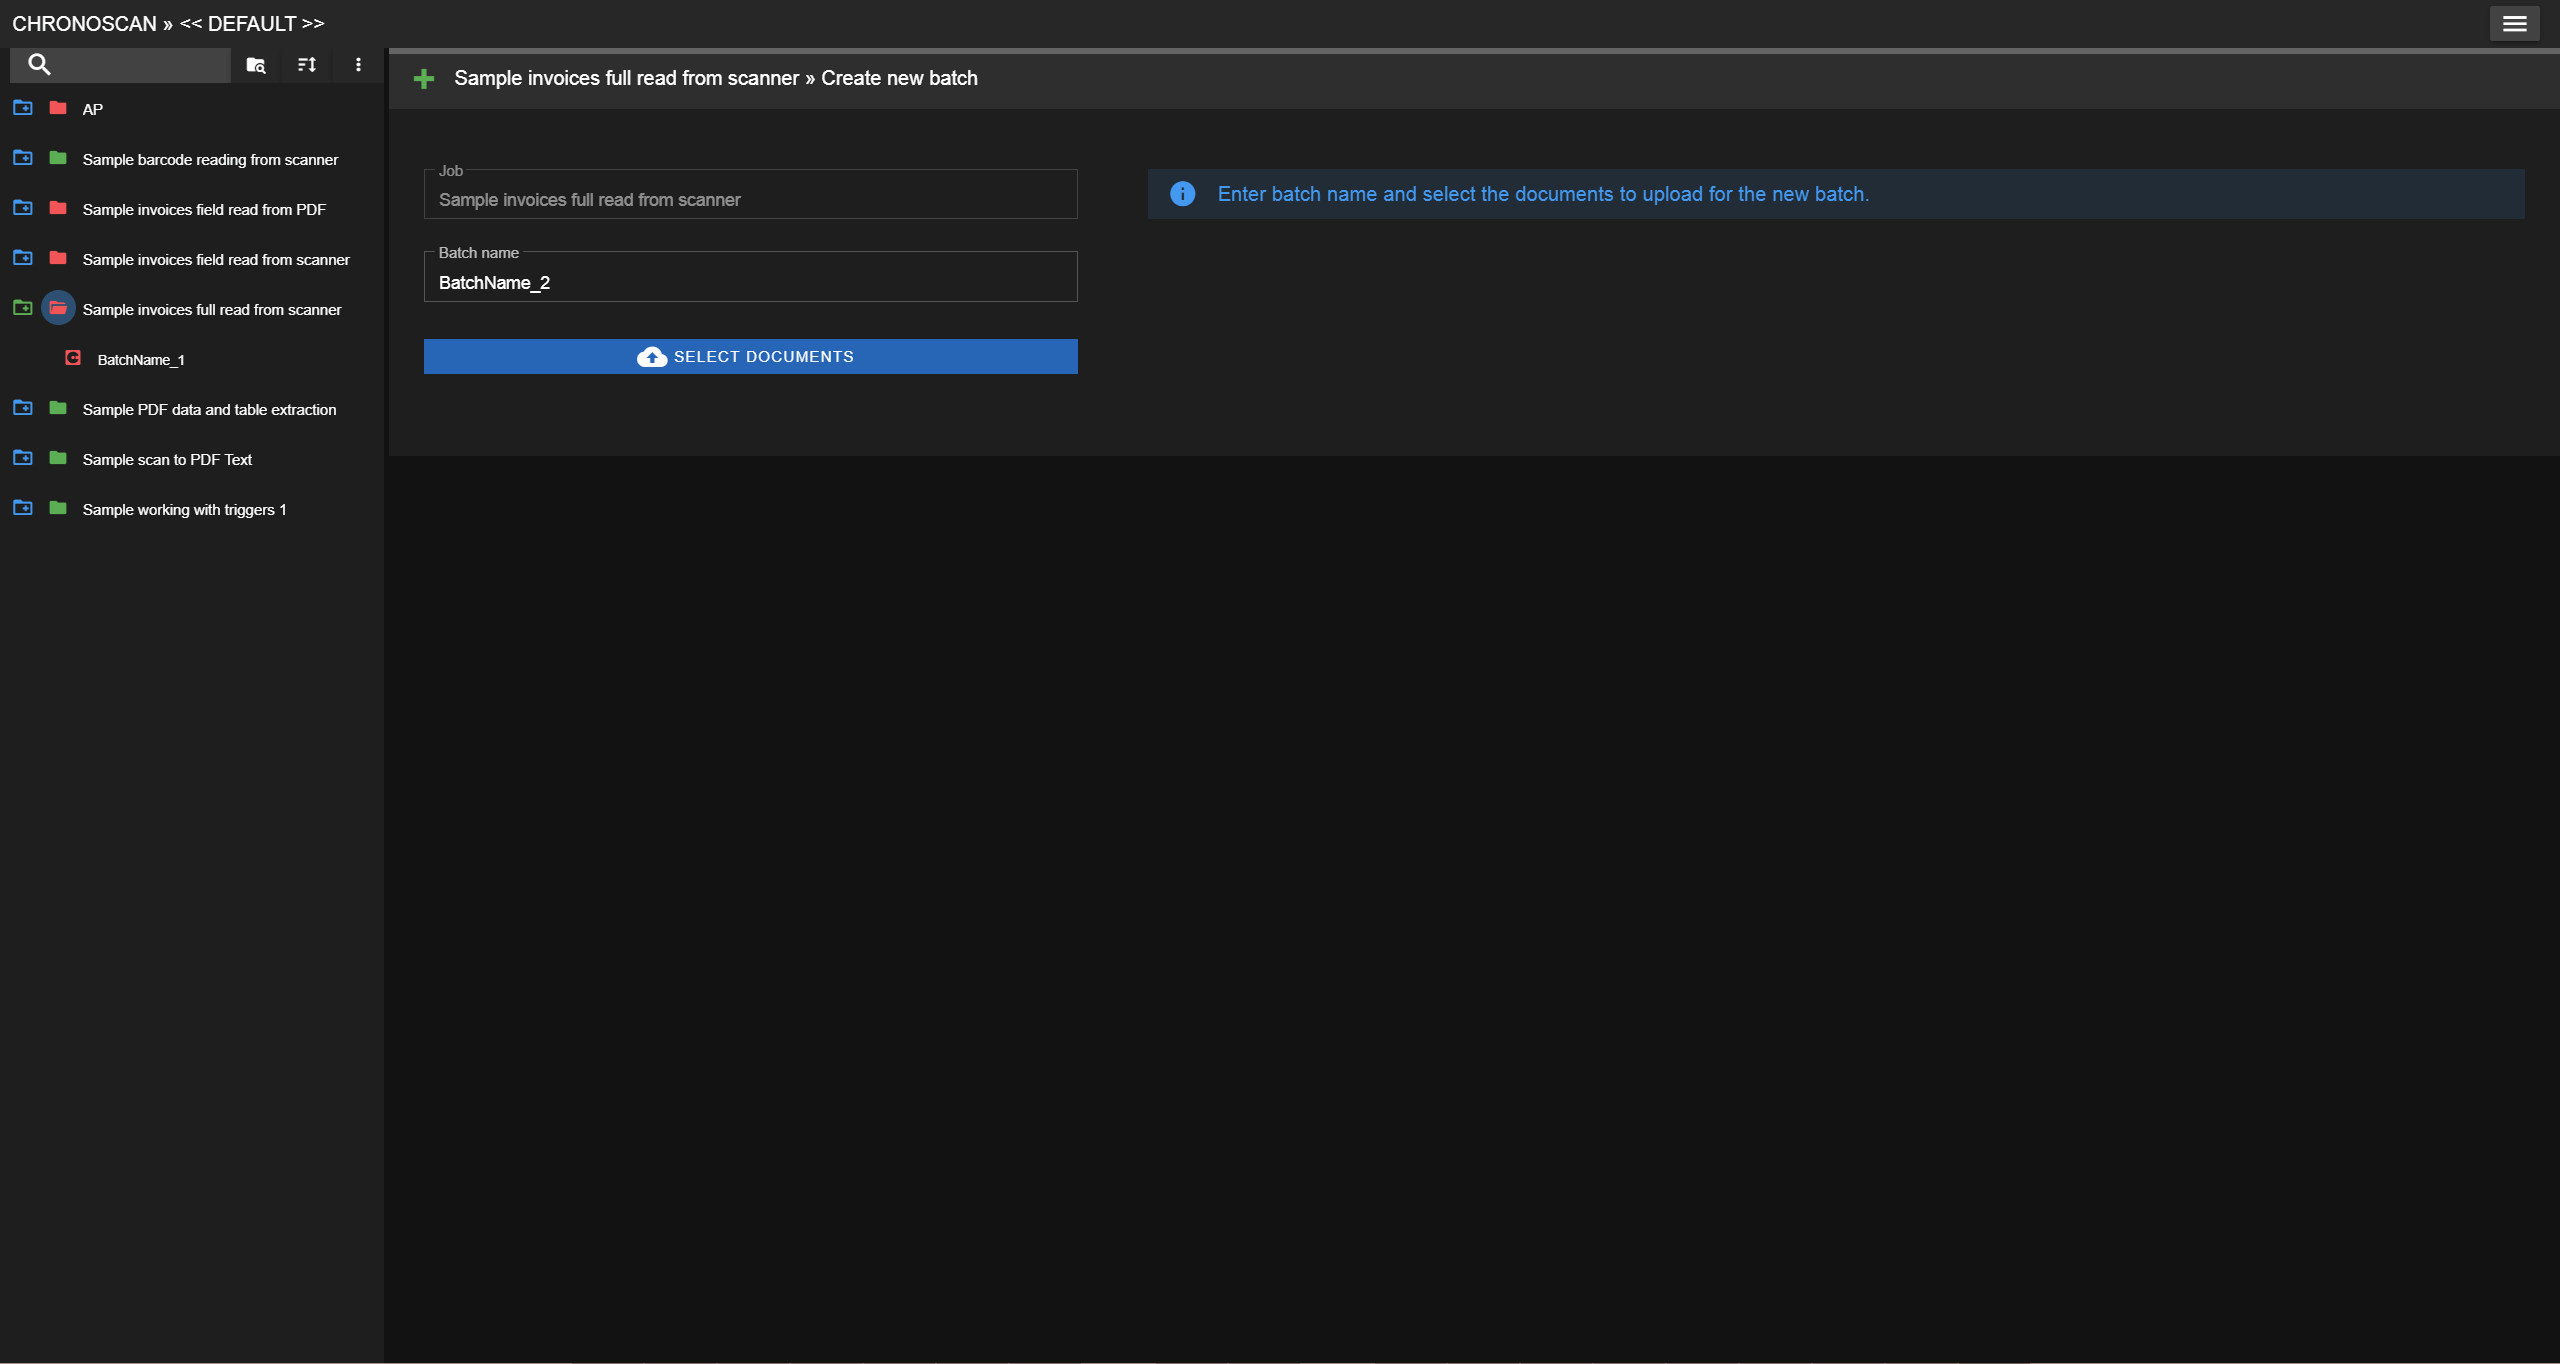 CHRONOSCAN » << DEFAULT >>
AP
Sample barcode reading from scanner
Sample invoices field read from PDF
Sample invoices field read from scanner
Sample invoices full read from scanner
BatchName_1
Sample PDF data and table extraction
Sample scan to PDF Text
Sample working with triggers 1
Sample invoices full read from scanner » Create new batch
Job
Sample invoices full read from scanner
Batch name
BatchName_2
SELECT DOCUMENTS
Enter batch name and select the documents to upload for the new batch.